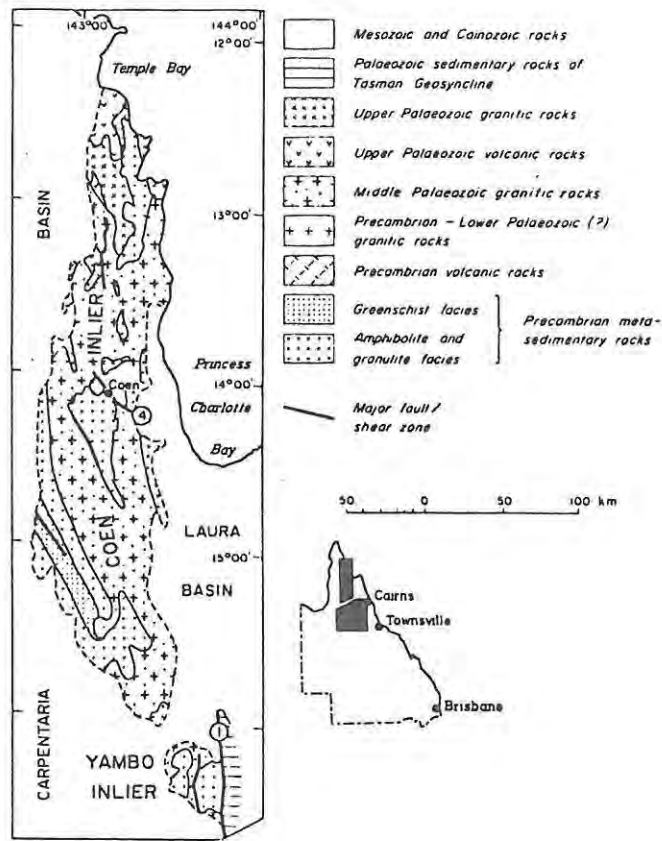 143°00'
144°00'
12°00'
Temple Bay
13°00'
BASIN
INLIER
Princess
14°00'
Coen
4
Charlotte
Bay
COEN
LAURA
15°00'
BASIN
CARPENTARIA
1
YAMBO
INLIER
Mesozoic and Cainozoic rocks
Palaeozoic sedimentary rocks of
Tasman Geosyncline
Upper Palaeozoic granitic rocks
Upper Palaeozoic volcanic rocks
Middle Palaeozoic granitic rocks
Precambrian - Lower Palaeozoic (?)
granitic rocks
Precambrian volcanic rocks
Greenschist facies
Amphibolite and
granulite facies
Precambrian meta-
sedimentary rocks
Major fault/
shear zone
50 0 50 100 km
Cairns
Townsville
Brisbane